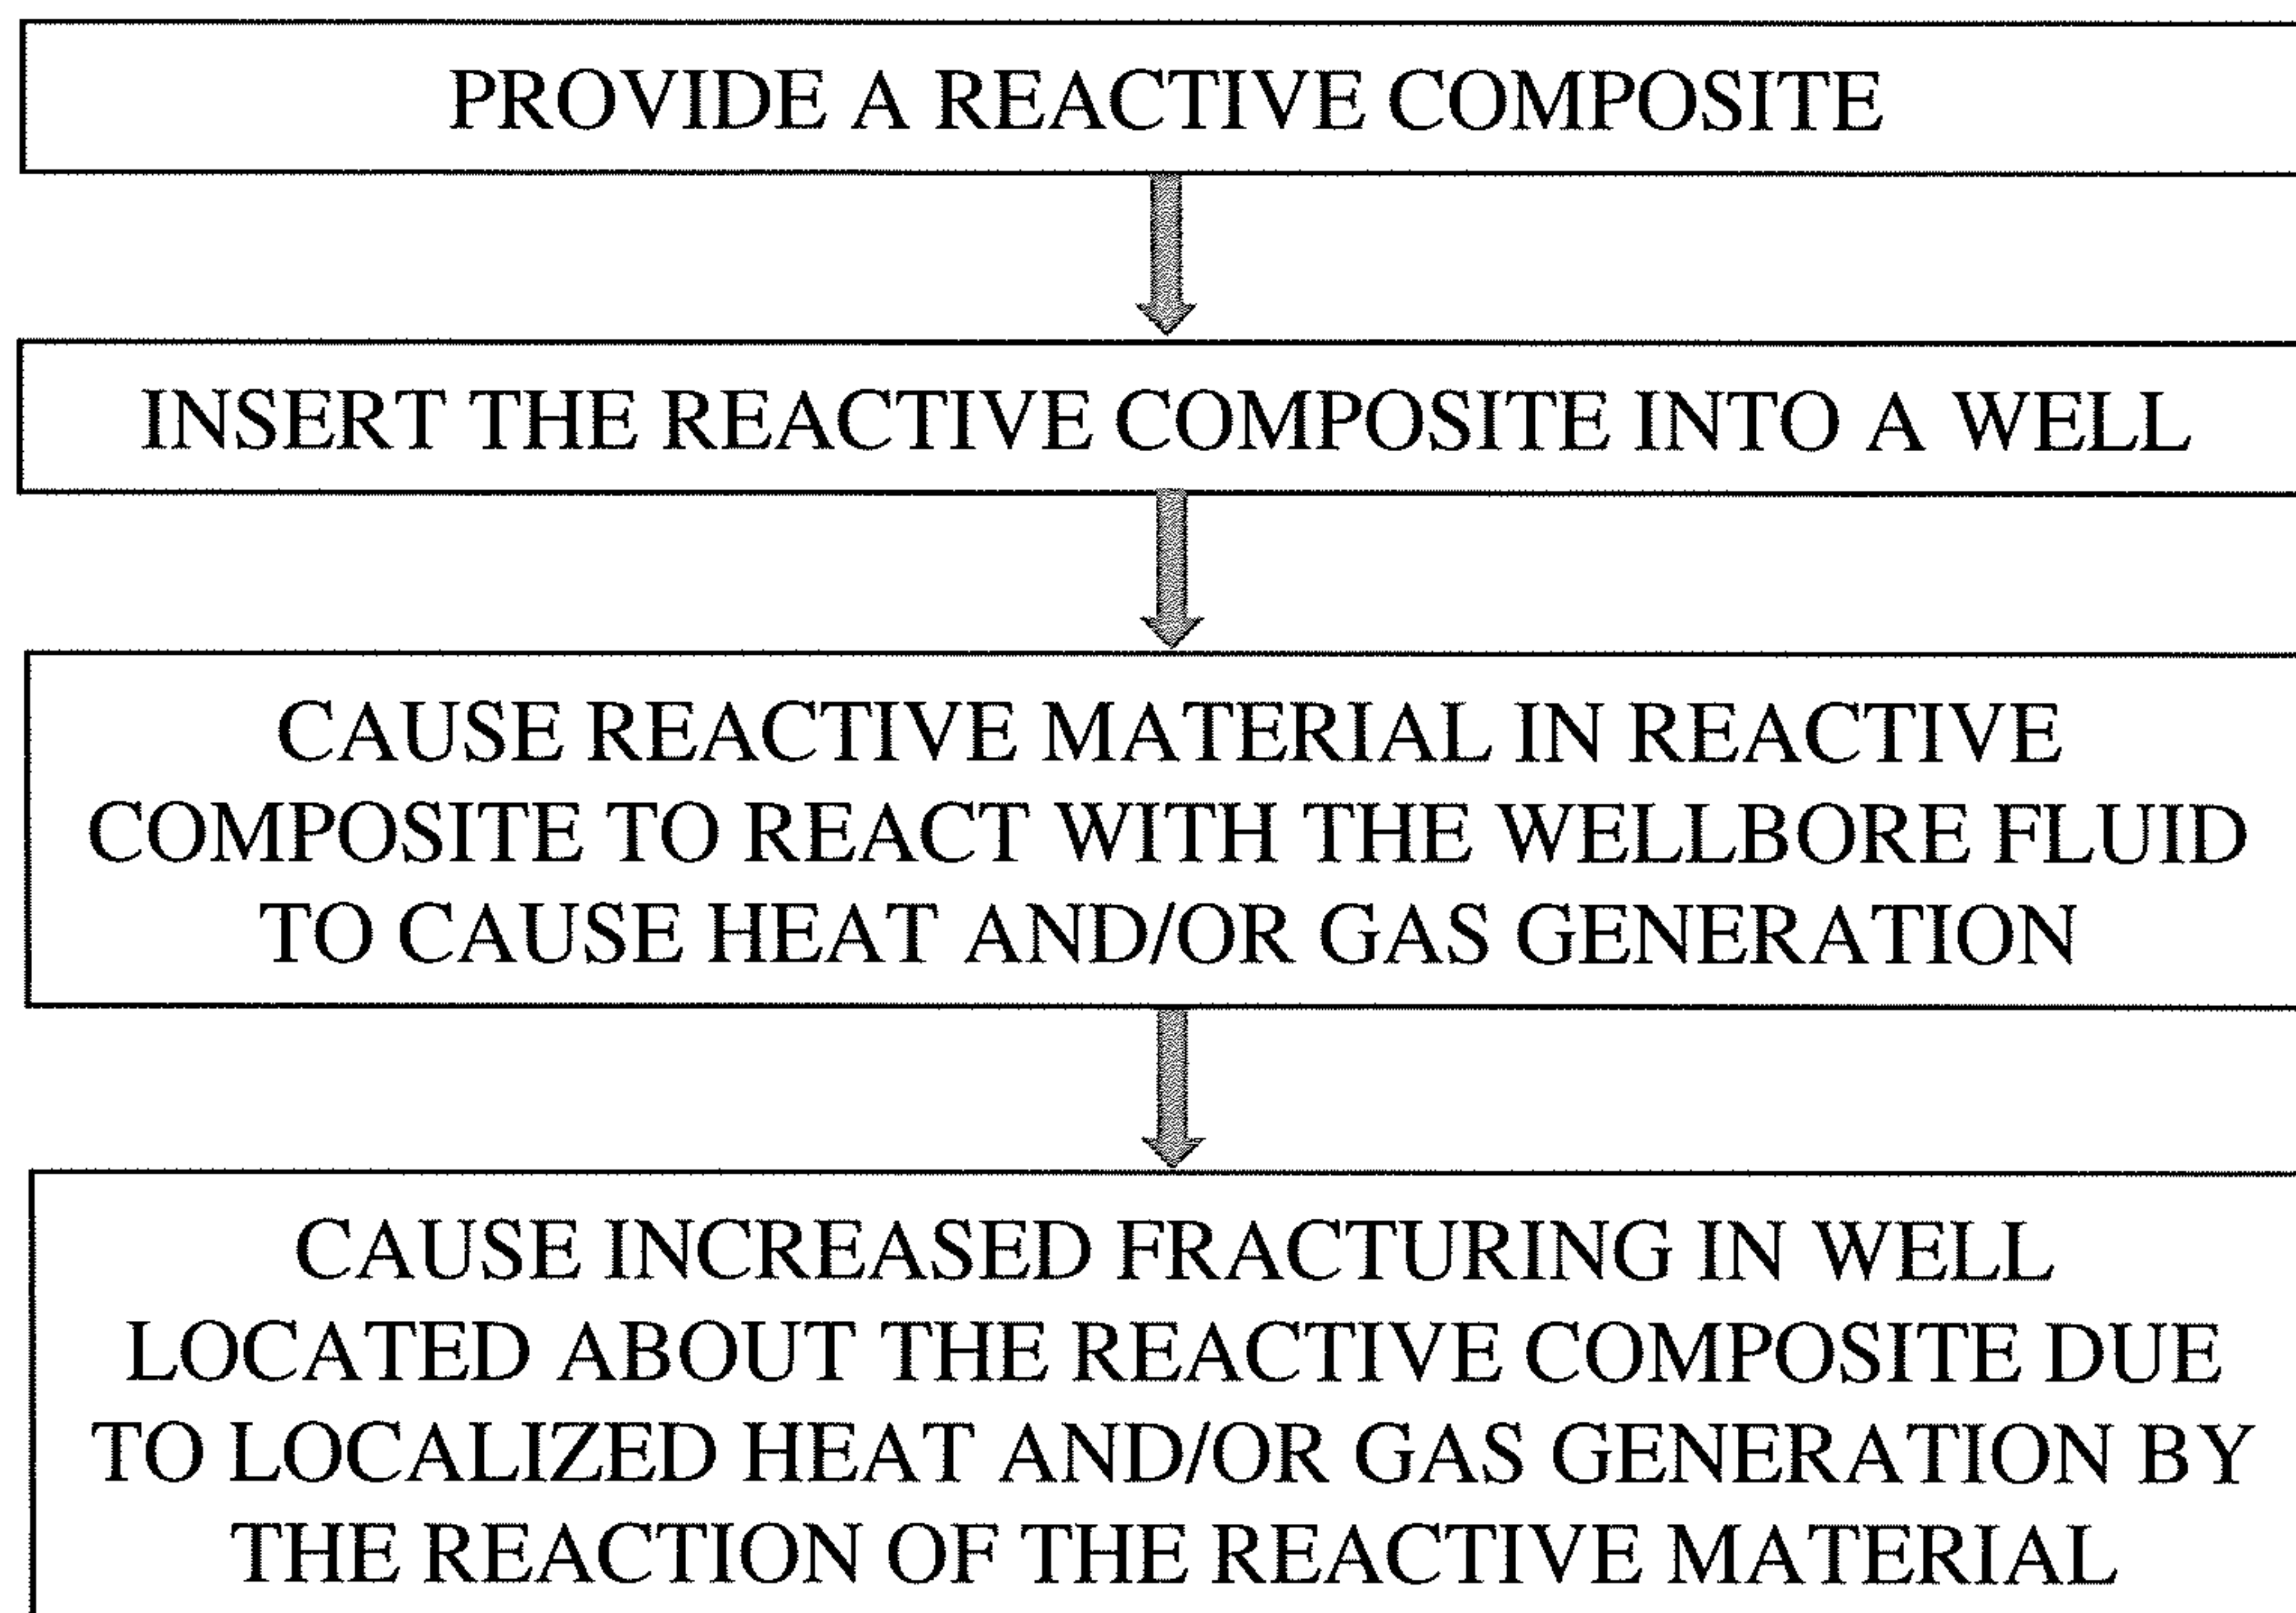 PROVIDE A REACTIVE COMPOSITE
INSERT THE REACTIVE COMPOSITE INTO A WELL
CAUSE REACTIVE MATERIAL IN REACTIVE
COMPOSITE TO REACT WITH THE WELLBORE FLUID
TO CAUSE HEAT AND/OR GAS GENERATION
CAUSE INCREASED FRACTURING IN WELL
LOCATED ABOUT THE REACTIVE COMPOSITE DUE
TO LOCALIZED HEAT AND/OR GAS GENERATION BY
THE REACTION OF THE REACTIVE MATERIAL